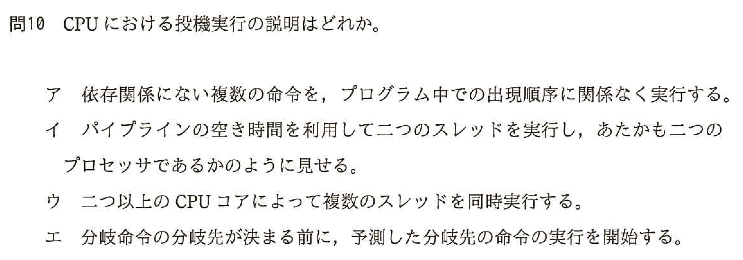 問10 CPUにおける投機実行の説明はどれか。
ア 依存関係にない複数の命令を，プログラム中での出現順序に関係なく実行する。
イ パイプラインの空き時間を利用して二つのスレッドを実行し，あたかも二つの
プロセッサであるかのように見せる。
ウ 二つ以上のCPUコアによって複数のスレッドを同時実行する。
エ 分岐命令の分岐先が決まる前に，予測した分岐先の命令の実行を開始する。